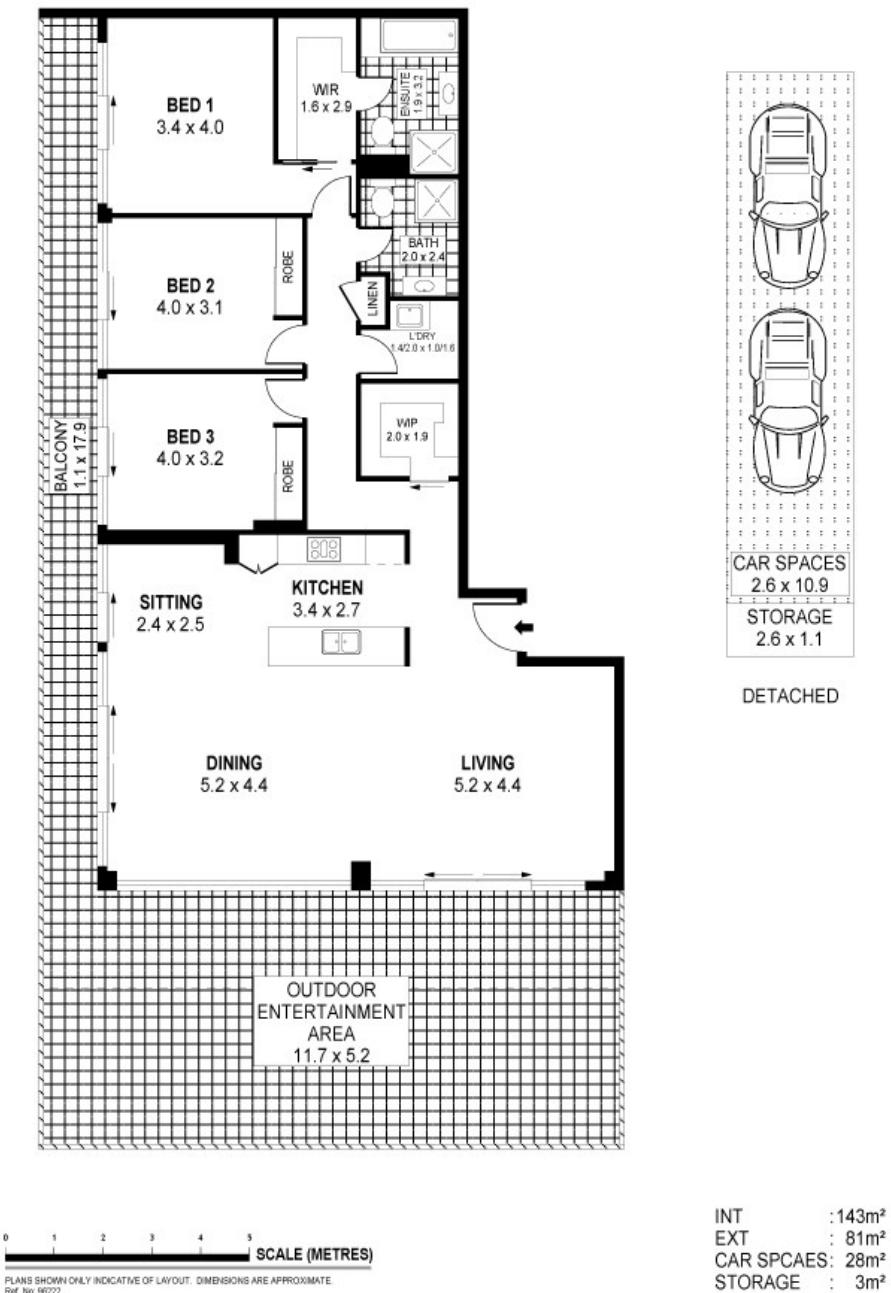 BED 1
3.4 x 4.0
WIR
1.6 x 2.9
ENSUITE
1.9 x 3.2
BATH
2.0 x 2.4
BED 2
4.0 x 3.1
ROBE
LINEN
L'DRY
1.4/2.0 x 1.0/1.6
BED 3
4.0 x 3.2
ROBE
WIP
2.0 x 1.9
BALCONY
1.1 x 17.9
SITTING
2.4 x 2.5
KITCHEN
3.4 x 2.7
DINING
5.2 x 4.4
LIVING
5.2 x 4.4
OUTDOOR
ENTERTAINMENT
AREA
11.7 x 5.2
CAR SPACES
2.6 x 10.9
STORAGE
2.6 x 1.1
DETACHED
0 1 2 3 4 5
SCALE (METRES)
PLANS SHOWN ONLY INDICATIVE OF LAYOUT. DIMENSIONS ARE APPROXIMATE.
Ref. No: 96222
INT : 143m²
EXT : 81m²
CAR SPCAES: 28m²
STORAGE : 3m²